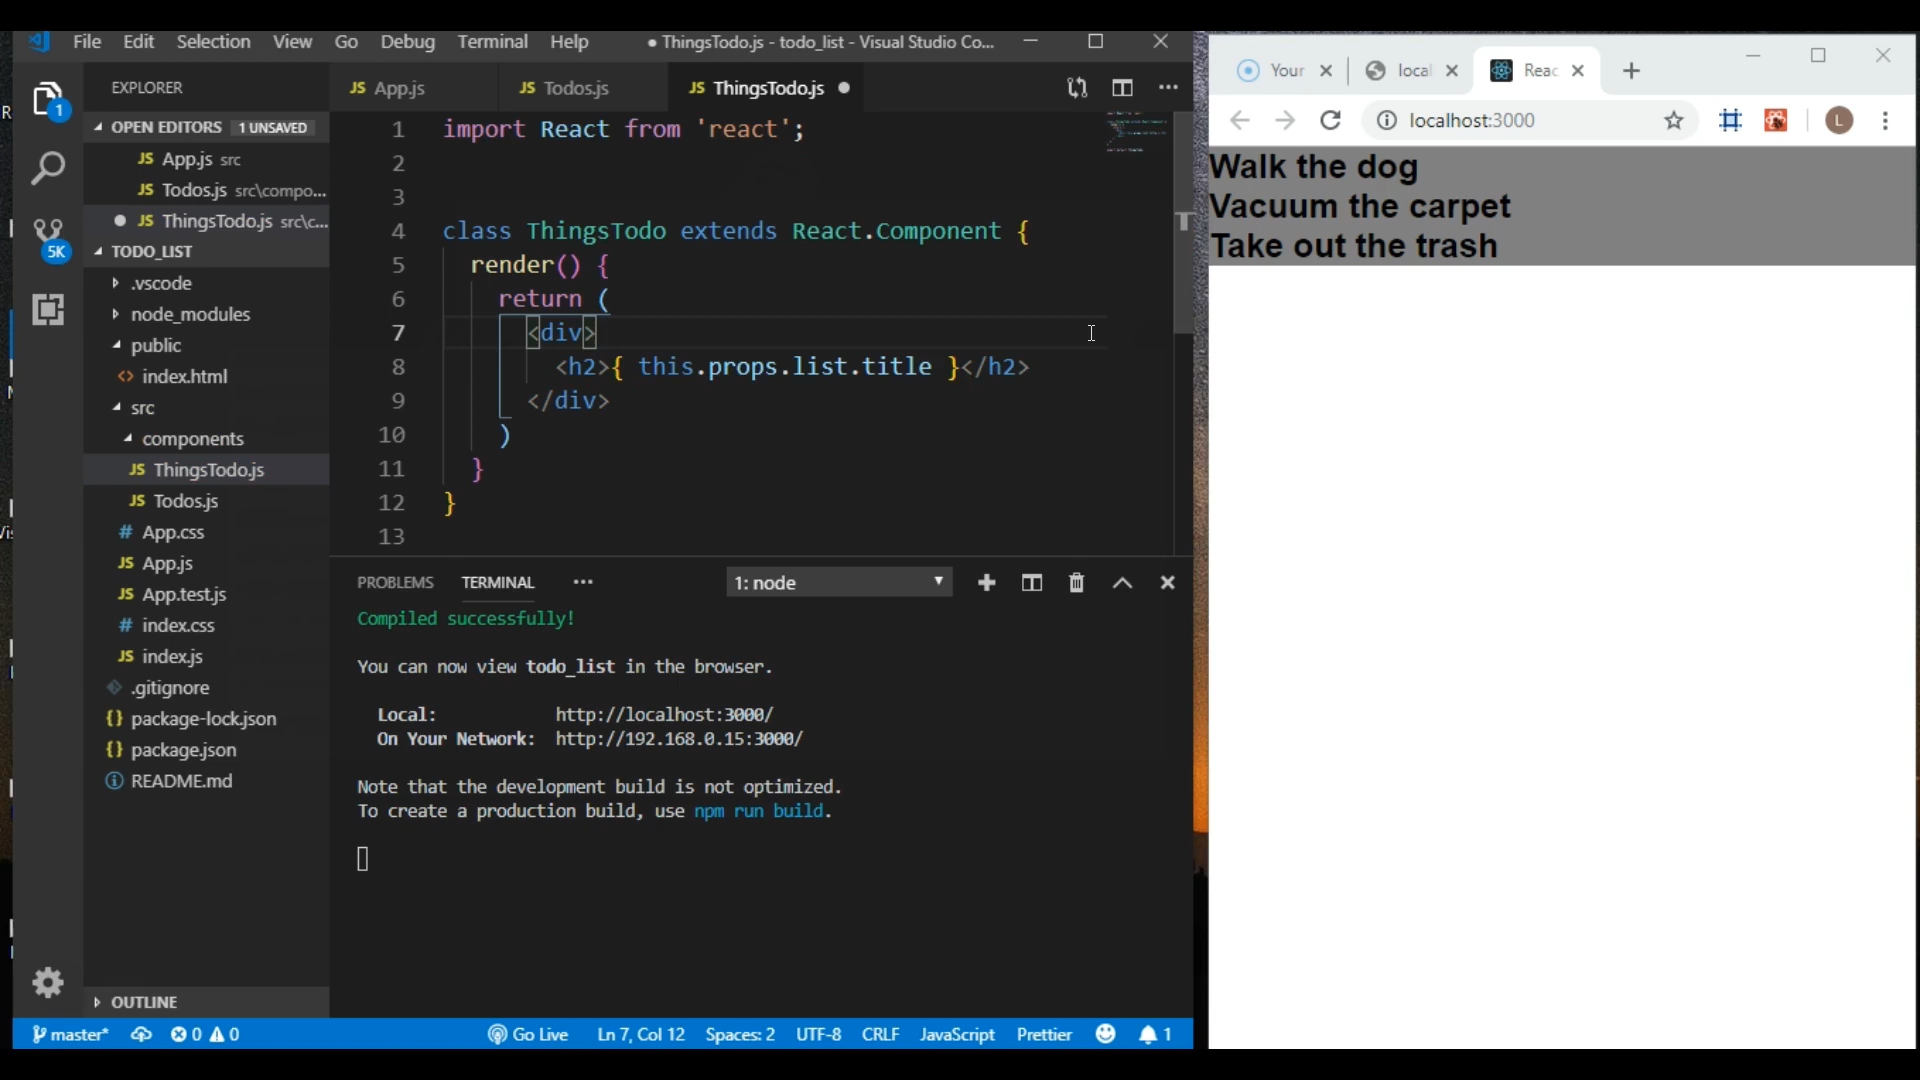 File Edit Selection View Go Debug Terminal Help ● ThingsTodo.js - todo_list - Visual Studio Co...
EXPLORER
OPEN EDITORS 1 UNSAVED
JS App.js src
JS Todos.js src\compo...
JS ThingsTodo.js src\c...
TODO_LIST
.vscode
node_modules
public
<> index.html
src
components
JS ThingsTodo.js
JS Todos.js
# App.css
JS App.js
JS App.test.js
# index.css
JS index.js
.gitignore
{} package-lock.json
{} package.json
README.md
OUTLINE
1
5K
JS App.js JS Todos.js JS ThingsTodo.js
1 import React from 'react';
2
3
4 class ThingsTodo extends React.Component {
5 render() {
6 return (
7 <div>
8 <h2>{ this.props.list.title }</h2>
9 </div>
10 )
11 }
12 }
13
PROBLEMS TERMINAL ... 1: node
Compiled successfully!
You can now view todo_list in the browser.
Local: http://localhost:3000/
On Your Network: http://192.168.0.15:3000/
Note that the development build is not optimized.
To create a production build, use npm run build.
master* 0 0 Go Live Ln 7, Col 12 Spaces: 2 UTF-8 CRLF JavaScript Prettier 1
Your local Reac
localhost:3000 L
Walk the dog
Vacuum the carpet
Take out the trash